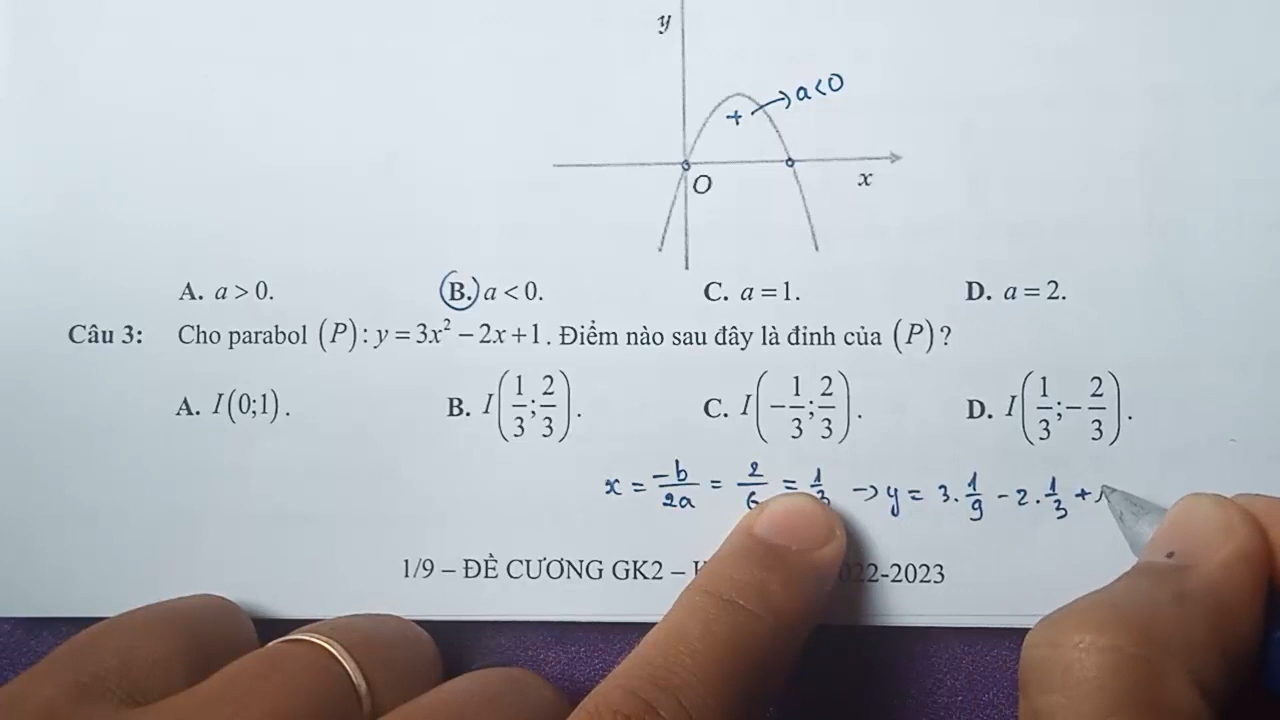 y
a<0
+
O
x
A. a > 0. B. a < 0. C. a = 1. D. a = 2.
Câu 3: Cho parabol (P): y = 3x² − 2x + 1. Điểm nào sau đây là đỉnh của (P)?
A. I(0;1). B. I(1/3; 2/3). C. I(−1/3; 2/3). D. I(1/3; −2/3).
x = −b/2a = 2/6 = 1/3 → y = 3.1/9 − 2.1/3 +
1/9 – ĐỀ CƯƠNG GK2 – 022-2023